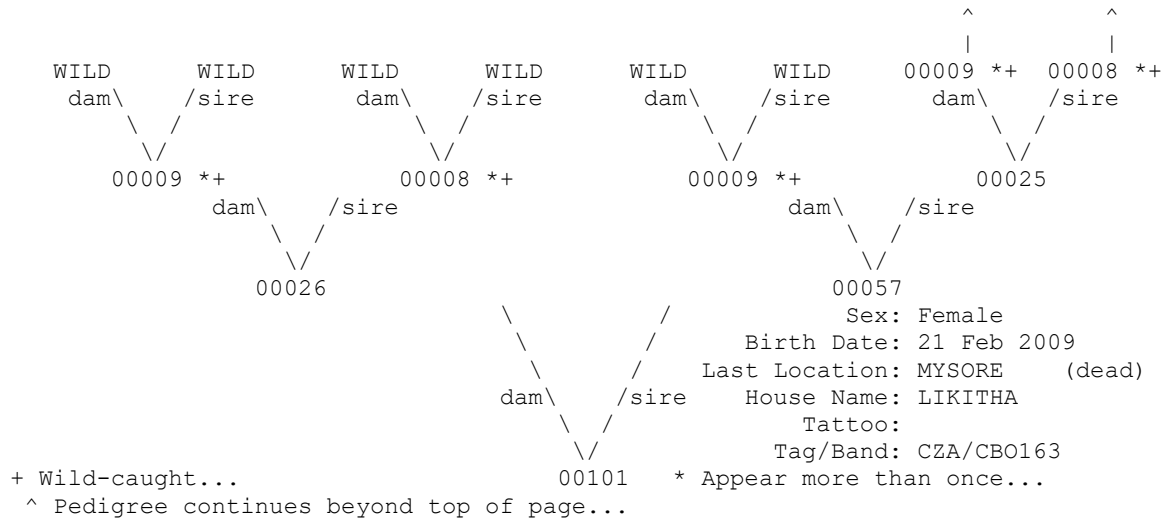 ^ ^
| |
WILD WILD WILD WILD WILD WILD 00009 *+ 00008 *+
dam\ /sire dam\ /sire dam\ /sire dam\ /sire
\ / \ / \ / \ /
\/ \/ \/ \/
00009 *+ 00008 *+ 00009 *+ 00025
dam\ /sire dam\ /sire
\ / \ /
\/ \/
00026 00057
\ / Sex: Female
\ / Birth Date: 21 Feb 2009
\ / Last Location: MYSORE (dead)
dam\ /sire House Name: LIKITHA
\ / Tattoo:
\/ Tag/Band: CZA/CBO163
+ Wild-caught... 00101 * Appear more than once...
^ Pedigree continues beyond top of page...